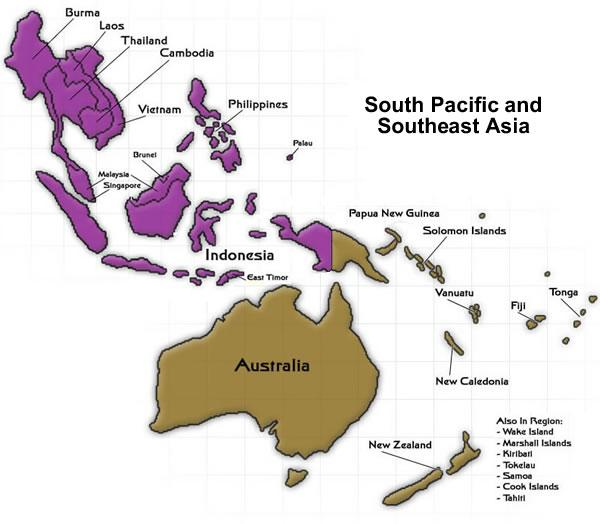 Burma
Laos
Thailand
Cambodia
Vietnam
Philippines
South Pacific and
Southeast Asia
Palau
Brunei
Malaysia
Singapore
Papua New Guinea
Solomon Islands
Indonesia
East Timor
Vanuatu
Fiji
Tonga
Australia
New Caledonia
New Zealand
Also In Region:
- Wake Island
- Marshall Islands
- Kiribati
- Tokelau
- Samoa
- Cook Islands
- Tahiti